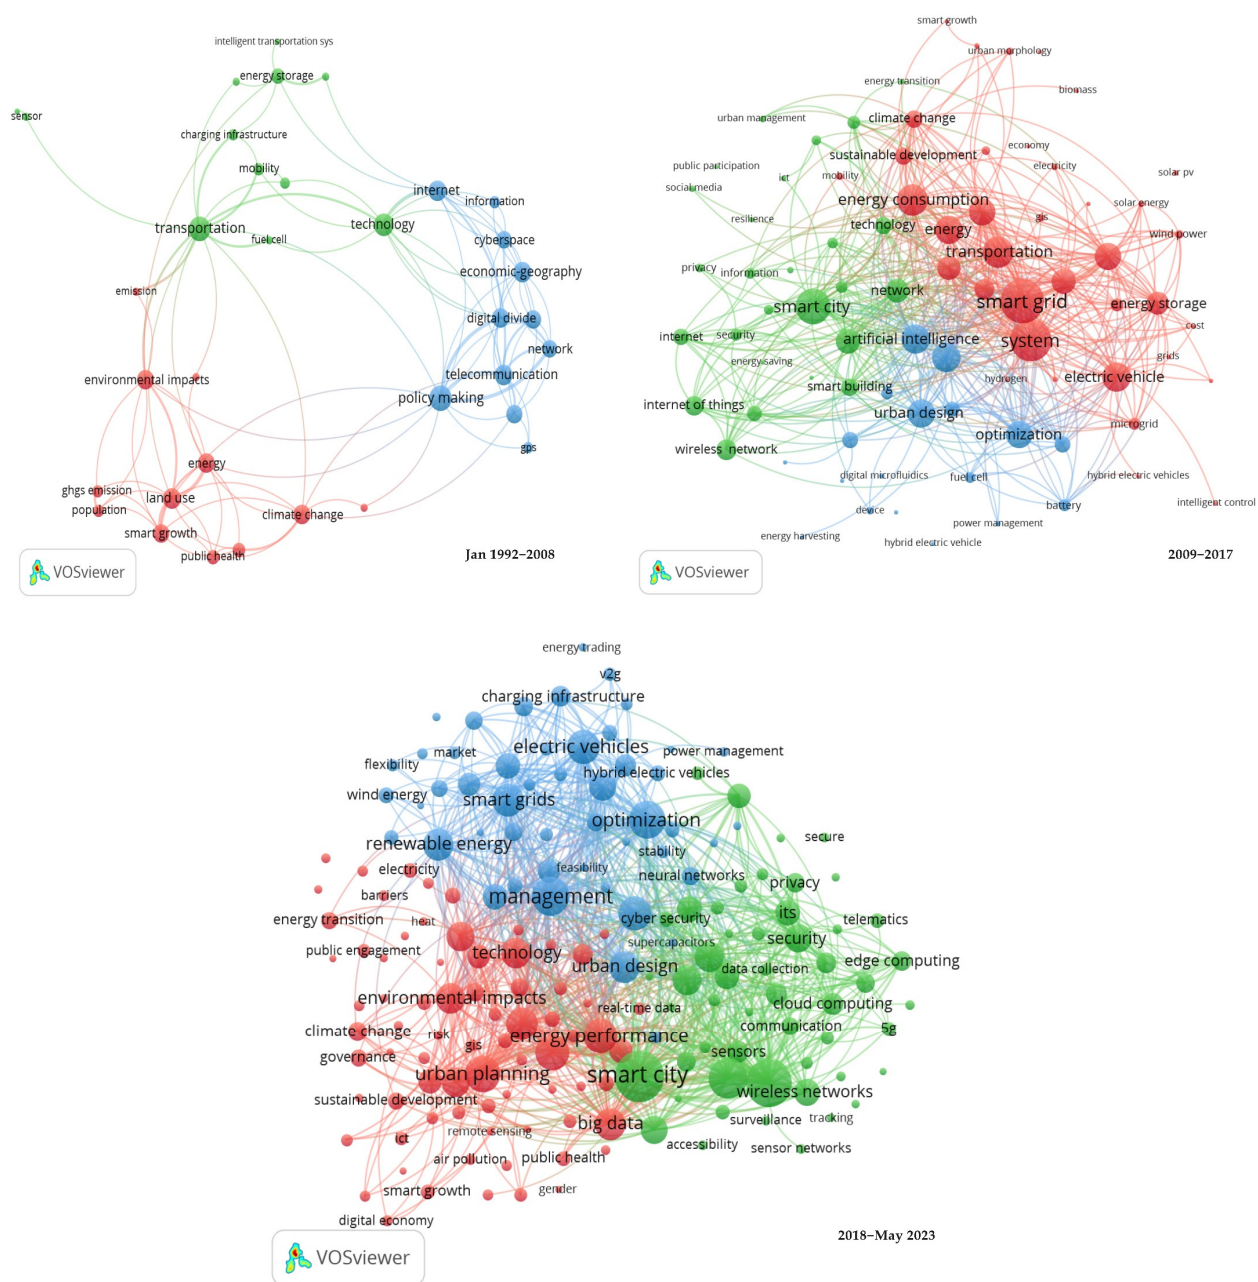 intelligent transportation sys
energy storage
sensor
charging infrastructure
mobility
internet
information
transportation
technology
fuel cell
cyberspace
economic-geography
emission
digital divide
network
telecommunication
environmental impacts
policy making
gps
energy
ghgs emission
land use
population
climate change
smart growth
public health
Jan 1992–2008
VOSviewer
smart growth
urban morphology
energy transition
biomass
urban management
climate change
economy
sustainable development
public participation
electricity
ict
mobility
solar pv
social media
energy consumption
solar energy
resilience
technology
gis
energy
wind power
transportation
privacy
information
network
smart city
smart grid
energy storage
cost
internet
security
artificial intelligence
system
energy saving
grids
hydrogen
electric vehicle
smart building
internet of things
urban design
microgrid
optimization
wireless network
digital microfluidics
fuel cell
hybrid electric vehicles
intelligent control
device
battery
power management
energy harvesting
hybrid electric vehicle
2009–2017
VOSviewer
energy trading
v2g
charging infrastructure
electric vehicles
market
power management
flexibility
hybrid electric vehicles
wind energy
smart grids
optimization
secure
renewable energy
stability
electricity
feasibility
neural networks
privacy
barriers
management
energy transition
heat
cyber security
its
telematics
supercapacitors
security
public engagement
technology
urban design
data collection
edge computing
environmental impacts
real-time data
cloud computing
climate change
risk
energy performance
communication
5g
gis
governance
sensors
urban planning
smart city
wireless networks
sustainable development
big data
surveillance
tracking
remote sensing
ict
accessibility
sensor networks
air pollution
public health
smart growth
gender
digital economy
2018–May 2023
VOSviewer